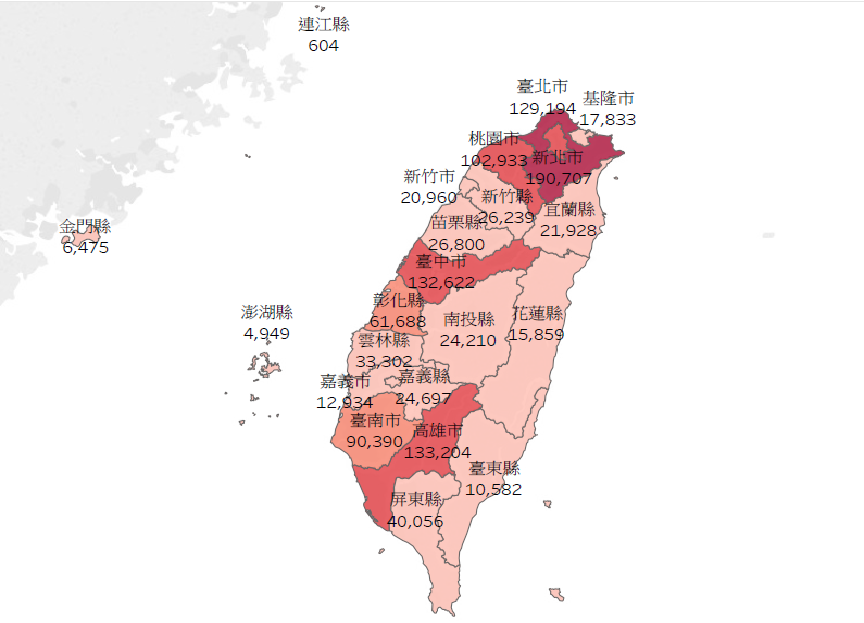 連江縣
604
臺北市
129,194
基隆市
17,833
桃園市
102,933
新北市
190,707
新竹市
20,960
新竹縣
26,239
宜蘭縣
21,928
苗栗縣
26,800
金門縣
6,475
臺中市
132,622
彰化縣
61,688
澎湖縣
4,949
南投縣
24,210
花蓮縣
15,859
雲林縣
33,302
嘉義市
12,934
嘉義縣
24,697
臺南市
90,390
高雄市
133,204
臺東縣
10,582
屏東縣
40,056